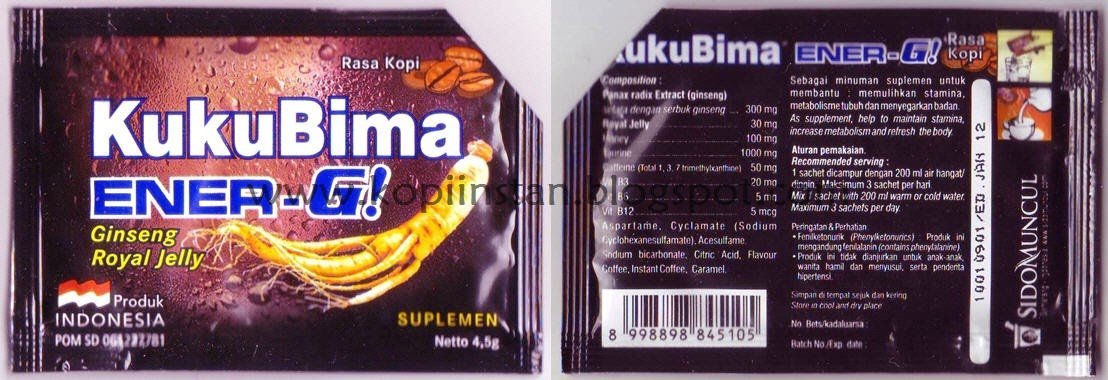 Rasa Kopi
KukuBima
ENER-G!
Ginseng
Royal Jelly
Produk
INDONESIA
POM SD
SUPLEMEN
Netto 4,5g
www.kopiinstan.blogspot.com
ukuBima ENER-G! Rasa
Kopi
Composition :
Panax radix Extract (ginseng)
setara dengan serbuk ginseng ... 300 mg
Royal Jelly 30 mg
Honey 100 mg
Taurine 1000 mg
Caffeine (Total 1, 3, 7 trimethylxanthine) 50 mg
B3 20 mg
B6 5 mg
Vit B12 5 mcg
Aspartame, Cyclamate (Sodium
Cyclohexanesulfamate), Acesulfame.
Sodium bicarbonate, Citric Acid, Flavour
Coffee, Instant Coffee, Caramel.
8 998898 845105
Sebagai minuman suplemen untuk
membantu : memulihkan stamina,
metabolisme tubuh dan menyegarkan badan.
As supplement, help to maintain stamina,
increase metabolism and refresh the body.
Aturan pemakaian.
Recommended serving :
1 sachet dicampur dengan 200 ml air hangat/
dingin. Maksimum 3 sachet per hari.
Mix 1 sachet with 200 ml warm or cold water.
Maximum 3 sachets per day.
Peringatan & Perhatian
• Fenilketonurik (Phenylketonurics) : Produk ini
mengandung fenilalanin (contains phenylalanine).
• Produk ini tidak dianjurkan untuk anak-anak,
wanita hamil dan menyusui, serta penderita
hipertensi.
Simpan di tempat sejuk dan kering
Store in cool and dry place
No. Bets/kadaluarsa :
Batch No./Exp. date :
10010901/ED.JAN 12
SIDOMUNCUL